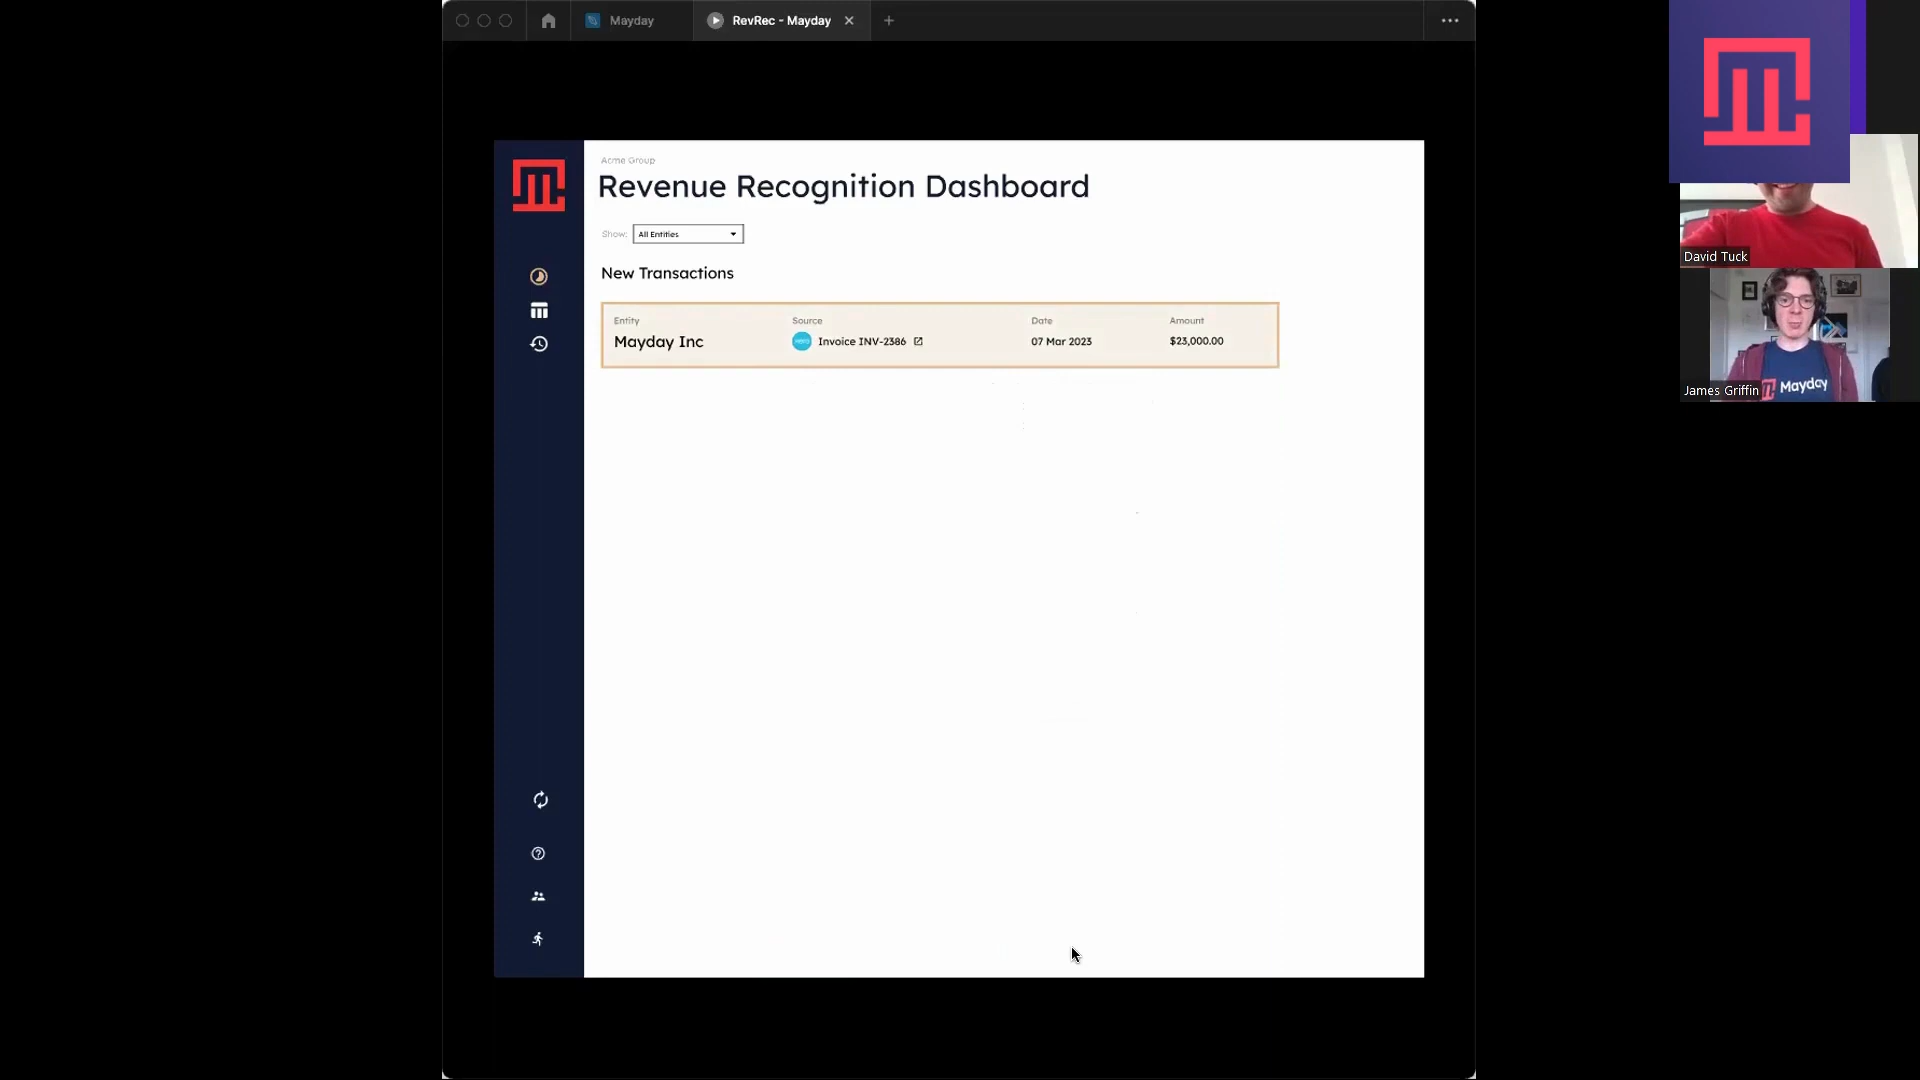 Mayday
RevRec - Mayday
Acme Group
Revenue Recognition Dashboard
Show:
All Entities
New Transactions
Entity
Source
Date
Amount
Mayday Inc
xero
Invoice INV-2386
07 Mar 2023
$23,000.00
David Tuck
Mayday
James Griffin